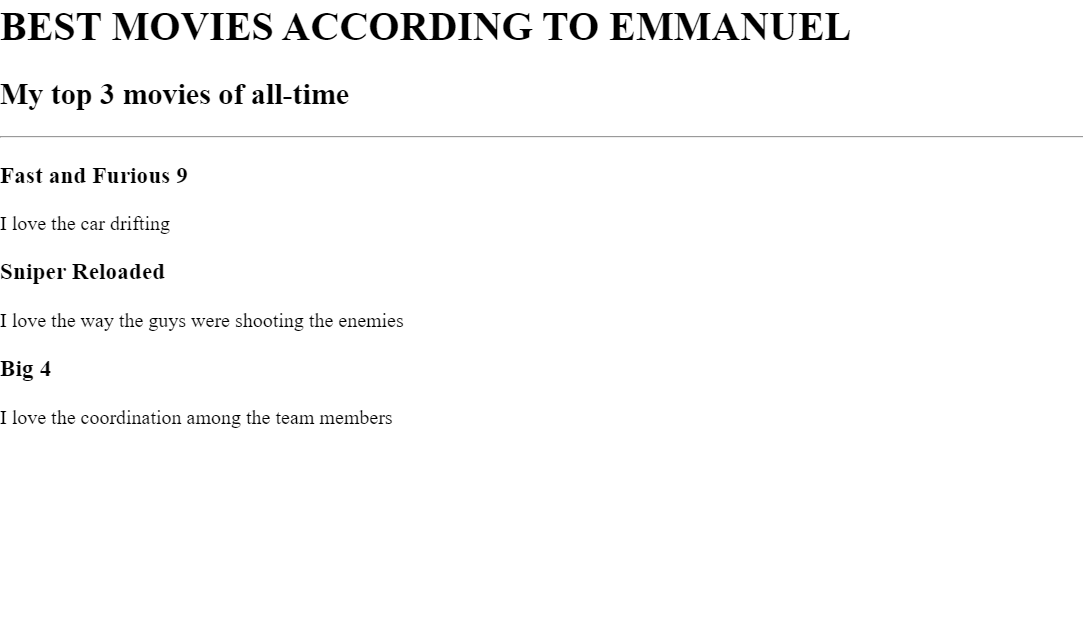 BEST MOVIES ACCORDING TO EMMANUEL
My top 3 movies of all-time
Fast and Furious 9
I love the car drifting
Sniper Reloaded
I love the way the guys were shooting the enemies
Big 4
I love the coordination among the team members